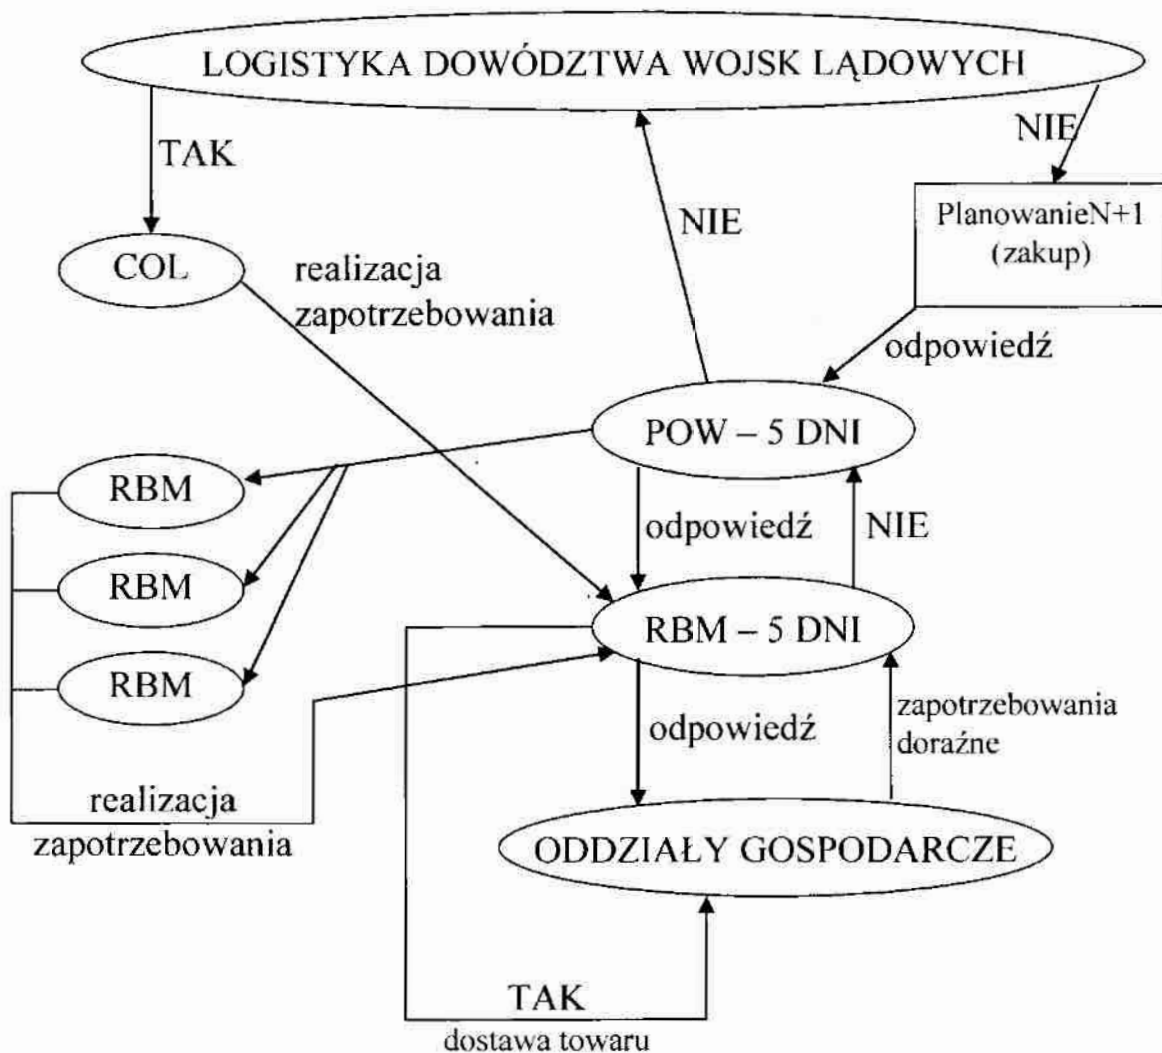 LOGISTYKA DOWÓDZTWA WOJSK LĄDOWYCH
TAK
NIE
NIE
PlanowanieN+1
(zakup)
COL
realizacja
zapotrzebowania
odpowiedź
POW – 5 DNI
RBM
odpowiedź
NIE
RBM
RBM – 5 DNI
RBM
odpowiedź
zapotrzebowania
doraźne
realizacja
zapotrzebowania
ODDZIAŁY GOSPODARCZE
TAK
dostawa towaru